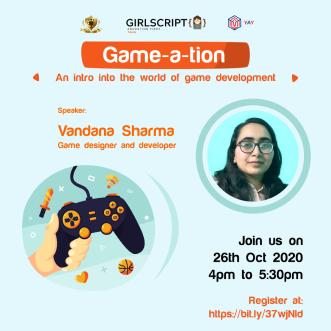 GIRLSCRIPT
VAY
Game-a-tion
An intro into the world of game development
Speaker:
Vandana Sharma
Game designer and developer
Join us on
26th Oct 2020
4pm to 5:30pm
Register at:
https://bit.ly/37wjNld